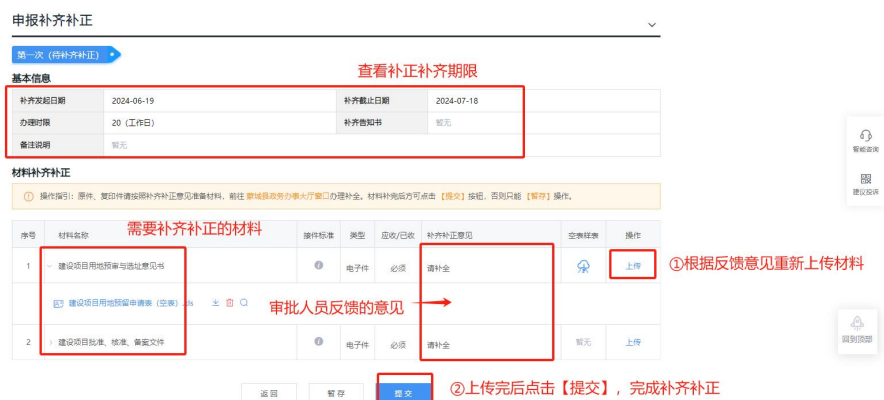 申报补齐补正
第一次（待补齐补正）
查看补正补齐期限
基本信息
补齐发起日期 2024-06-19 补齐截止日期 2024-07-18
办理时限 20（工作日） 补齐告知书 暂无
备注说明 暂无
智能咨询
建议投诉
材料补齐补正
操作指引：原件，复印件请按照补齐补正意见准备材料，前往 蒙城县政务办事大厅窗口办理补全。材料补完后方可点击【提交】按钮，否则只能【暂存】操作。
需要补齐补正的材料
序号 材料名称 接件标准 类型 应收/已收 补齐补正意见 空表样表 操作
1 建设项目用地预审与选址意见书 电子件 必须 请补全 上传
①根据反馈意见重新上传材料
建设项目用地预留申请表（空表）.xls
审批人员反馈的意见
2 建设项目批准、核准、备案文件 电子件 必须 请补全 暂无 上传
回到顶部
返回 暂存 提交
②上传完后点击【提交】，完成补齐补正